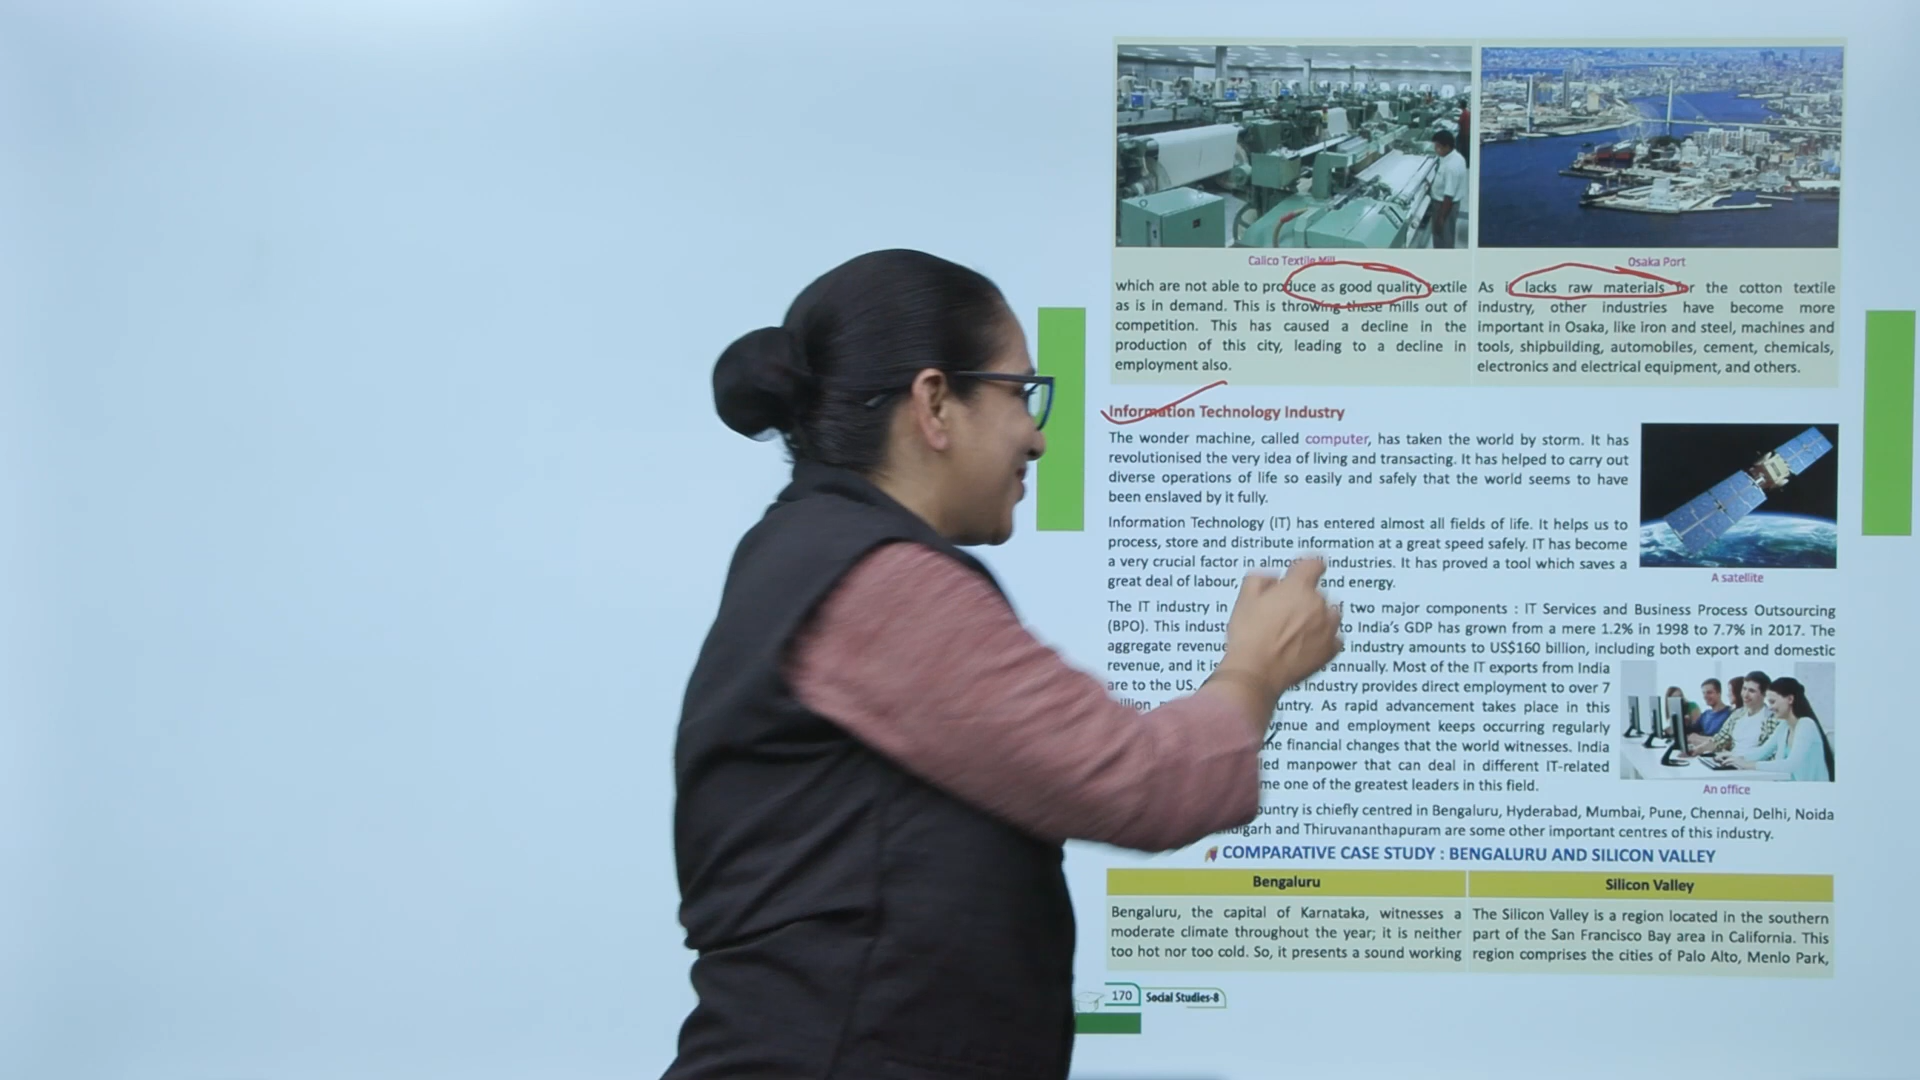 Calico Textile Mill
Osaka Port
which are not able to produce as good quality textile
as is in demand. This is throwing these mills out of
competition. This has caused a decline in the
production of this city, leading to a decline in
employment also.
As it lacks raw materials for the cotton textile
industry, other industries have become more
important in Osaka, like iron and steel, machines and
tools, shipbuilding, automobiles, cement, chemicals,
electronics and electrical equipment, and others.
Information Technology Industry
The wonder machine, called computer, has taken the world by storm. It has
revolutionised the very idea of living and transacting. It has helped to carry out
diverse operations of life so easily and safely that the world seems to have
been enslaved by it fully.
Information Technology (IT) has entered almost all fields of life. It helps us to
process, store and distribute information at a great speed safely. IT has become
a very crucial factor in almost all industries. It has proved a tool which saves a
great deal of labour, and energy.
A satellite
The IT industry in of two major components : IT Services and Business Process Outsourcing
(BPO). This to India's GDP has grown from a mere 1.2% in 1998 to 7.7% in 2017. The
aggregate revenue industry amounts to US$160 billion, including both export and domestic
revenue, and it is annually. Most of the IT exports from India
are to the US. industry provides direct employment to over 7
As rapid advancement takes place in this
and employment keeps occurring regularly
financial changes that the world witnesses. India
manpower that can deal in different IT-related
one of the greatest leaders in this field.
An office
is chiefly centred in Bengaluru, Hyderabad, Mumbai, Pune, Chennai, Delhi, Noida
and Thiruvananthapuram are some other important centres of this industry.
COMPARATIVE CASE STUDY : BENGALURU AND SILICON VALLEY
Bengaluru
Silicon Valley
Bengaluru, the capital of Karnataka, witnesses a
moderate climate throughout the year; it is neither
too hot nor too cold. So, it presents a sound working
The Silicon Valley is a region located in the southern
part of the San Francisco Bay area in California. This
region comprises the cities of Palo Alto, Menlo Park,
170 Social Studies-8